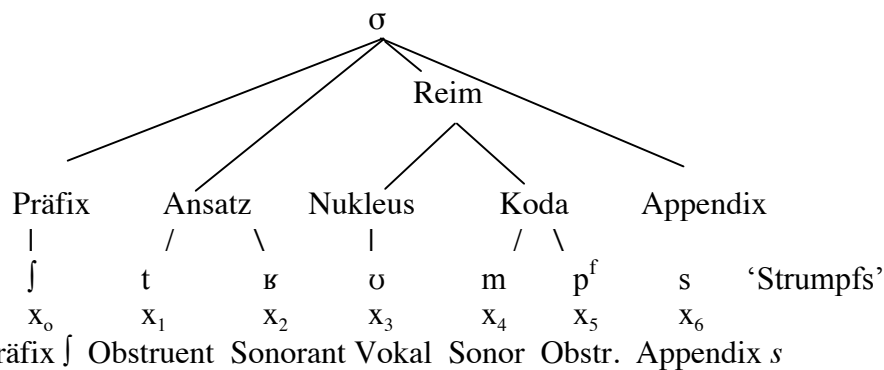 σ
Reim
Präfix Ansatz Nukleus Koda Appendix
ʃ t ʁ ʊ m pᶠ s ‘Strumpfs’
x₀ x₁ x₂ x₃ x₄ x₅ x₆
räfix ʃ Obstruent Sonorant Vokal Sonor Obstr. Appendix s